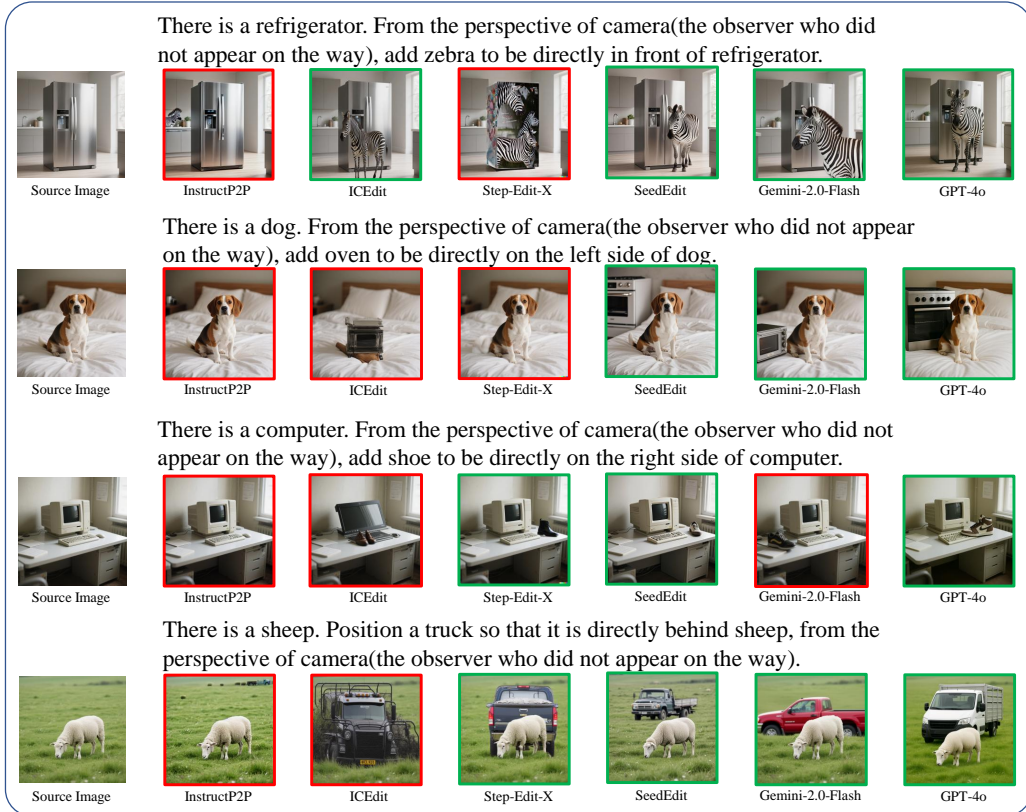 There is a refrigerator. From the perspective of camera(the observer who did
not appear on the way), add zebra to be directly in front of refrigerator.
Source Image
InstructP2P
ICEdit
Step-Edit-X
SeedEdit
Gemini-2.0-Flash
GPT-4o
There is a dog. From the perspective of camera(the observer who did not appear
on the way), add oven to be directly on the left side of dog.
Source Image
InstructP2P
ICEdit
Step-Edit-X
SeedEdit
Gemini-2.0-Flash
GPT-4o
There is a computer. From the perspective of camera(the observer who did not
appear on the way), add shoe to be directly on the right side of computer.
Source Image
InstructP2P
ICEdit
Step-Edit-X
SeedEdit
Gemini-2.0-Flash
GPT-4o
There is a sheep. Position a truck so that it is directly behind sheep, from the
perspective of camera(the observer who did not appear on the way).
Source Image
InstructP2P
ICEdit
Step-Edit-X
SeedEdit
Gemini-2.0-Flash
GPT-4o